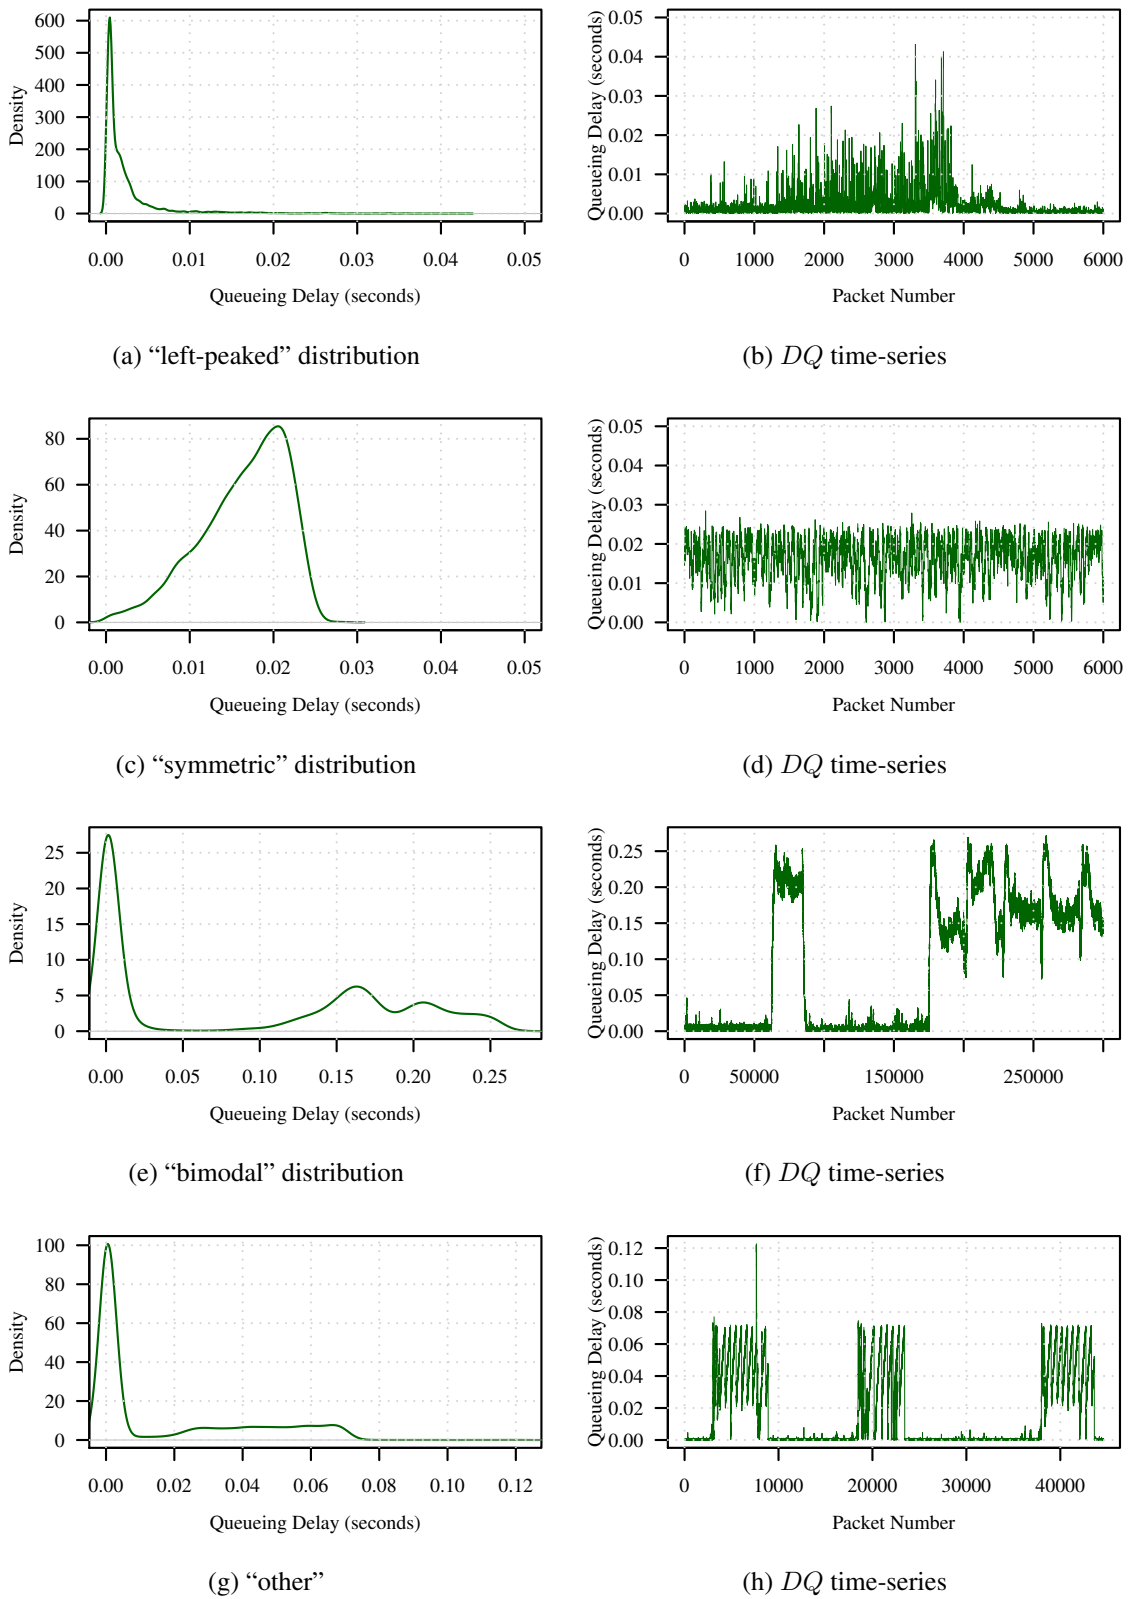 Density
600
500
400
300
200
100
0
0.00 0.01 0.02 0.03 0.04 0.05
Queueing Delay (seconds)
(a) “left-peaked” distribution
Queueing Delay (seconds)
0.05
0.04
0.03
0.02
0.01
0.00
0 1000 2000 3000 4000 5000 6000
Packet Number
(b) DQ time-series
Density
80
60
40
20
0
0.00 0.01 0.02 0.03 0.04 0.05
Queueing Delay (seconds)
(c) “symmetric” distribution
Queueing Delay (seconds)
0.05
0.04
0.03
0.02
0.01
0.00
0 1000 2000 3000 4000 5000 6000
Packet Number
(d) DQ time-series
Density
25
20
15
10
5
0
0.00 0.05 0.10 0.15 0.20 0.25
Queueing Delay (seconds)
(e) “bimodal” distribution
Queueing Delay (seconds)
0.25
0.20
0.15
0.10
0.05
0.00
0 50000 150000 250000
Packet Number
(f) DQ time-series
Density
100
80
60
40
20
0
0.00 0.02 0.04 0.06 0.08 0.10 0.12
Queueing Delay (seconds)
(g) “other”
Queueing Delay (seconds)
0.12
0.10
0.08
0.06
0.04
0.02
0.00
0 10000 20000 30000 40000
Packet Number
(h) DQ time-series